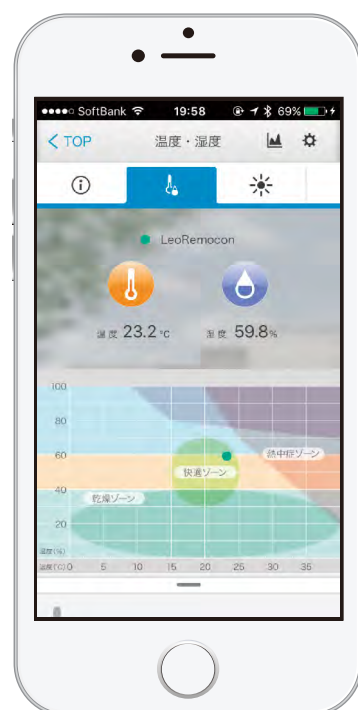 SoftBank 19:58 69%
< TOP 温度・湿度
LeoRemocon
温度 23.2 ℃ 湿度 59.8%
100
80
60
熱中症ゾーン
快適ゾーン
40
乾燥ゾーン
20
湿度(%)
温度(℃) 0 5 10 15 20 25 30 35